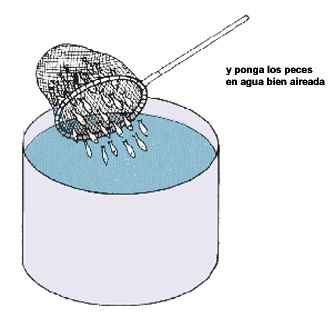 y ponga los peces
en agua bien aireada